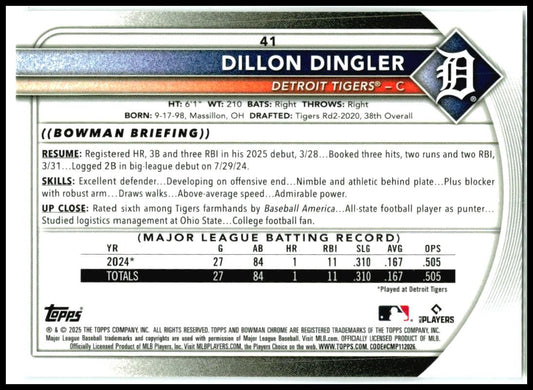 41
DILLON DINGLER
DETROIT TIGERS® – C
HT: 6'1" WT: 210 BATS: Right THROWS: Right
BORN: 9-17-98, Massillon, OH DRAFTED: Tigers Rd2-2020, 38th Overall
((BOWMAN BRIEFING))
RESUME: Registered HR, 3B and three RBI in his 2025 debut, 3/28...Booked three hits, two runs and two RBI,
3/31...Logged 2B in big-league debut on 7/29/24.
SKILLS: Excellent defender...Developing on offensive end...Nimble and athletic behind plate...Plus blocker
with robust arm...Draws walks...Above-average speed...Admirable power.
UP CLOSE: Rated sixth among Tigers farmhands by Baseball America...All-state football player as punter...
Studied logistics management at Ohio State...College football fan.
(MAJOR LEAGUE BATTING RECORD)
YR G AB HR RBI SLG AVG OPS
2024* 27 84 1 11 .310 .167 .505
TOTALS 27 84 1 11 .310 .167 .505
*Played at Detroit Tigers
Topps
PLAYERS
® & © 2025 THE TOPPS COMPANY, INC. ALL RIGHTS RESERVED. TOPPS AND BOWMAN CHROME ARE REGISTERED TRADEMARKS OF THE TOPPS COMPANY, INC.
Major League Baseball trademarks and copyrights are used with permission of Major League Baseball. Visit MLB.com. OFFICIALLY LICENSED PRODUCT OF MLB.
Officially Licensed Product of MLB Players, Inc. Visit MLBPLAYERS.com, the Players Choice on the web. WWW.TOPPS.COM. CODE#CMP112026.